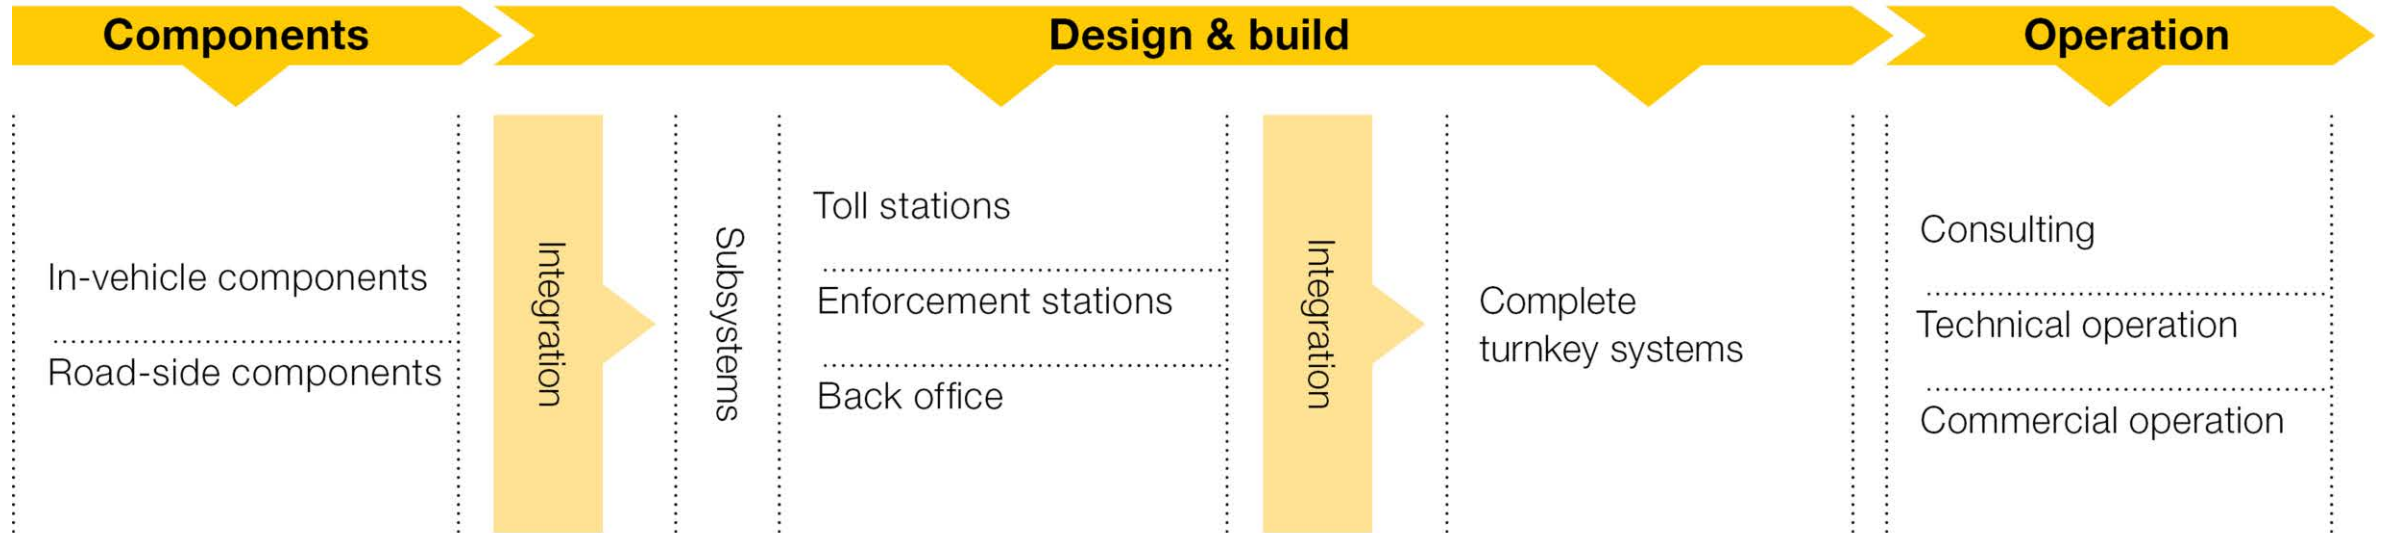 Components
Design & build
Operation
In-vehicle components
Road-side components
Integration
Subsystems
Toll stations
Enforcement stations
Back office
Integration
Complete
turnkey systems
Consulting
Technical operation
Commercial operation